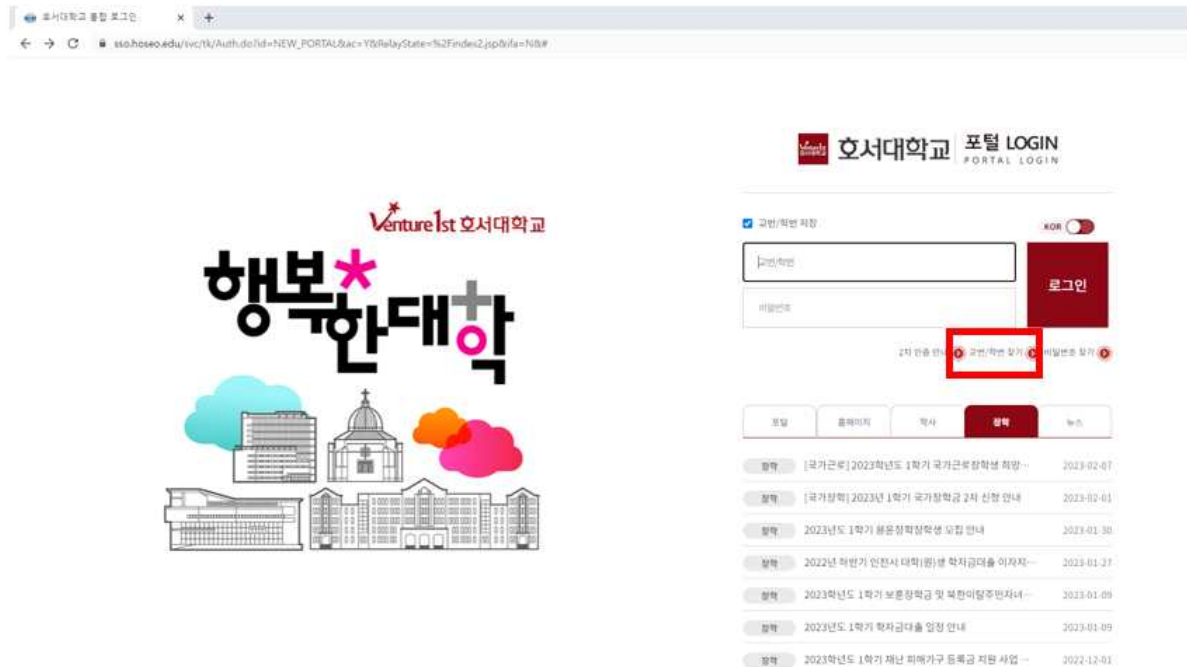 호서대학교 통합 로그인
sso.hoseo.edu/svc/tk/Auth.do?id=NEW_PORTAL&ac=Y&RelayState=%2Findex2.jsp&ifa=N&#
Venture1st 호서대학교
행복한대학
Venture1st 호서대학교 포털 LOGIN
PORTAL LOGIN
교번/학번 저장
KOR
교번/학번
비밀번호
로그인
2차 인증 안내 교번/학번 찾기 비밀번호 찾기
포털 홈페이지 학사 장학 뉴스
장학 [국가근로] 2023학년도 1학기 국가근로장학생 희망… 2023-02-07
장학 [국가장학] 2023년 1학기 국가장학금 2차 신청 안내 2023-02-01
장학 2023년도 1학기 용운장학장학생 모집 안내 2023-01-30
장학 2022년 하반기 인천시 대학(원)생 학자금대출 이자지… 2023-01-27
장학 2023학년도 1학기 보훈장학금 및 북한이탈주민자녀… 2023-01-09
장학 2023년도 1학기 학자금대출 일정 안내 2023-01-09
장학 2023학년도 1학기 재난 피해가구 등록금 지원 사업 … 2022-12-01